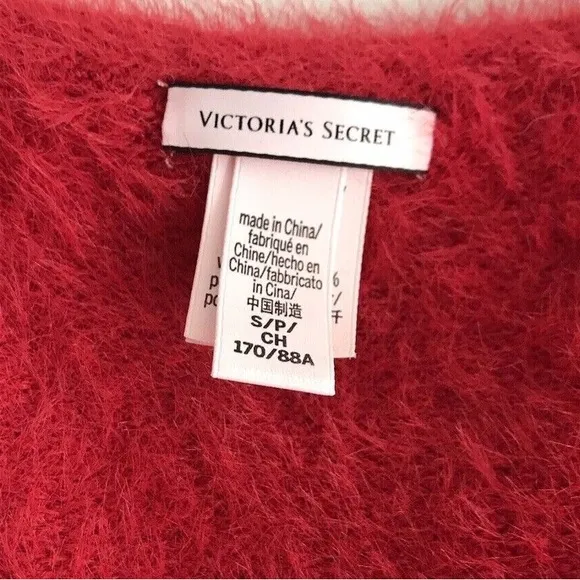 VICTORIA'S SECRET
made in China/
fabriqué en
Chine/hecho en
China/fabbricato
in Cina/
中国制造
S/P/
CH
170/88A